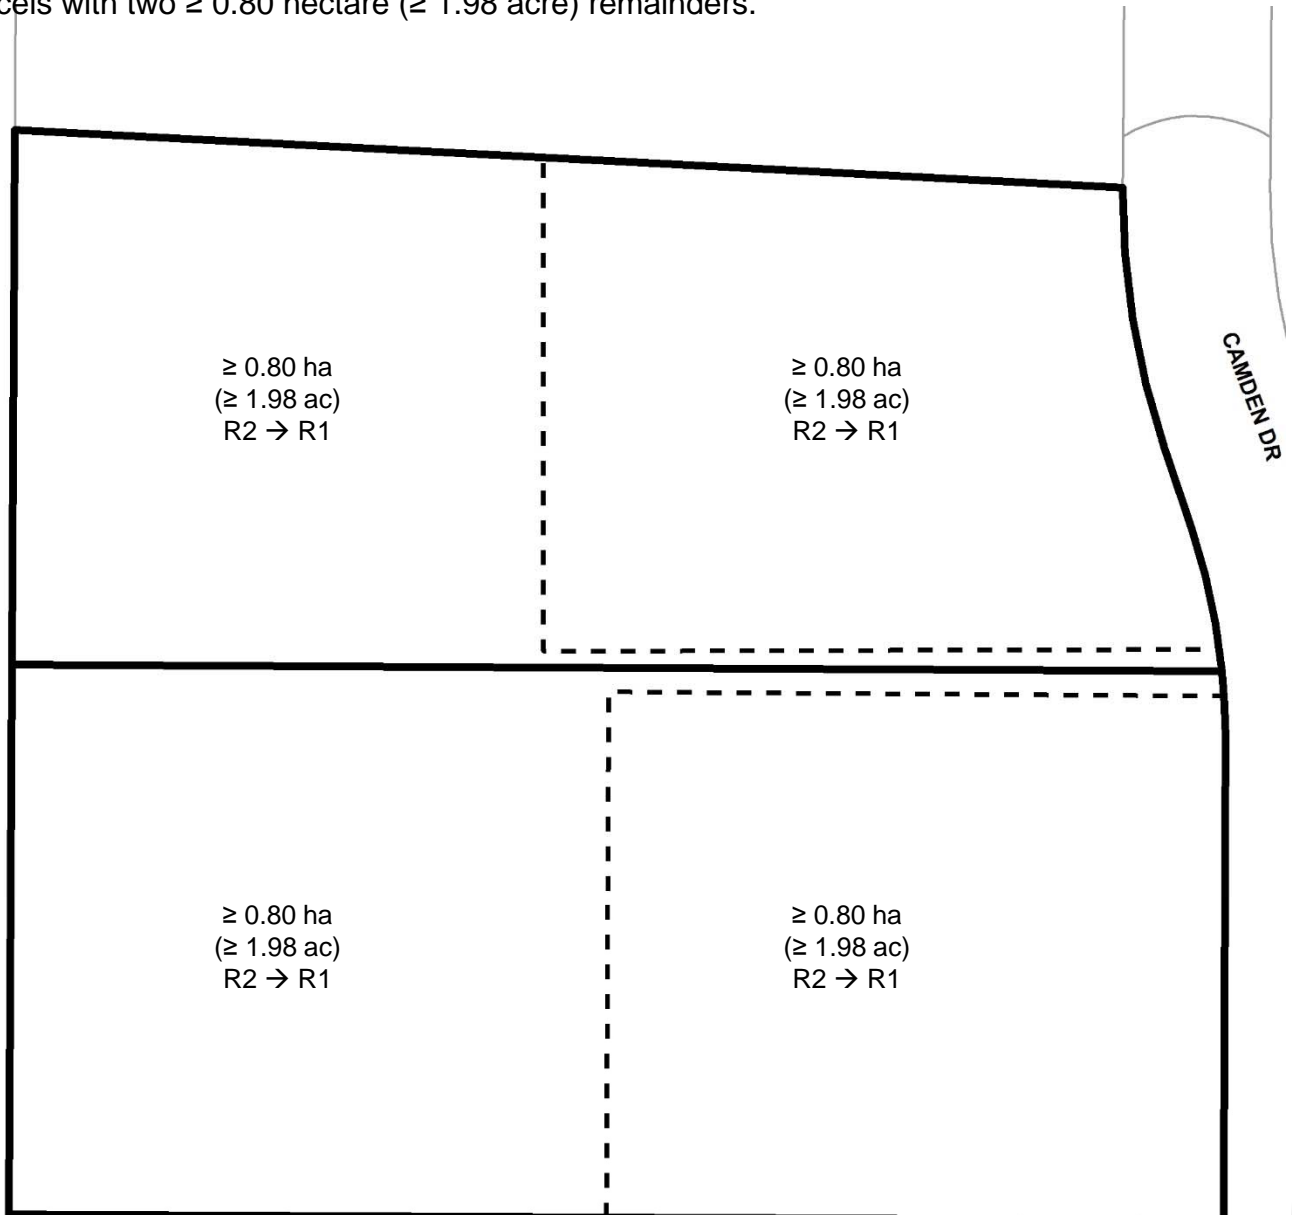 cels with two ≥ 0.80 hectare (≥ 1.98 acre) remainders.
≥ 0.80 ha
(≥ 1.98 ac)
R2 → R1
≥ 0.80 ha
(≥ 1.98 ac)
R2 → R1
CAMDEN DR
≥ 0.80 ha
(≥ 1.98 ac)
R2 → R1
≥ 0.80 ha
(≥ 1.98 ac)
R2 → R1